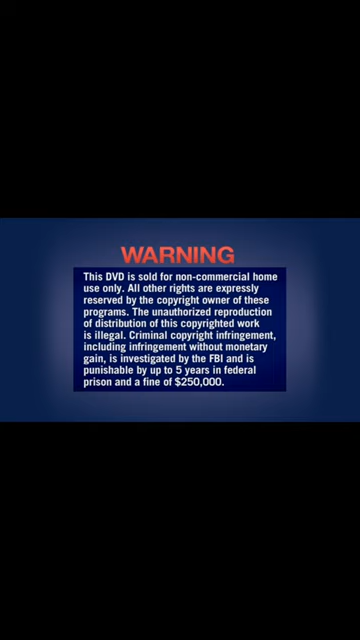 WARNING
This DVD is sold for non-commercial home
use only. All other rights are expressly
reserved by the copyright owner of these
programs. The unauthorized reproduction
of distribution of this copyrighted work
is illegal. Criminal copyright infringement,
including infringement without monetary
gain, is investigated by the FBI and is
punishable by up to 5 years in federal
prison and a fine of $250,000.